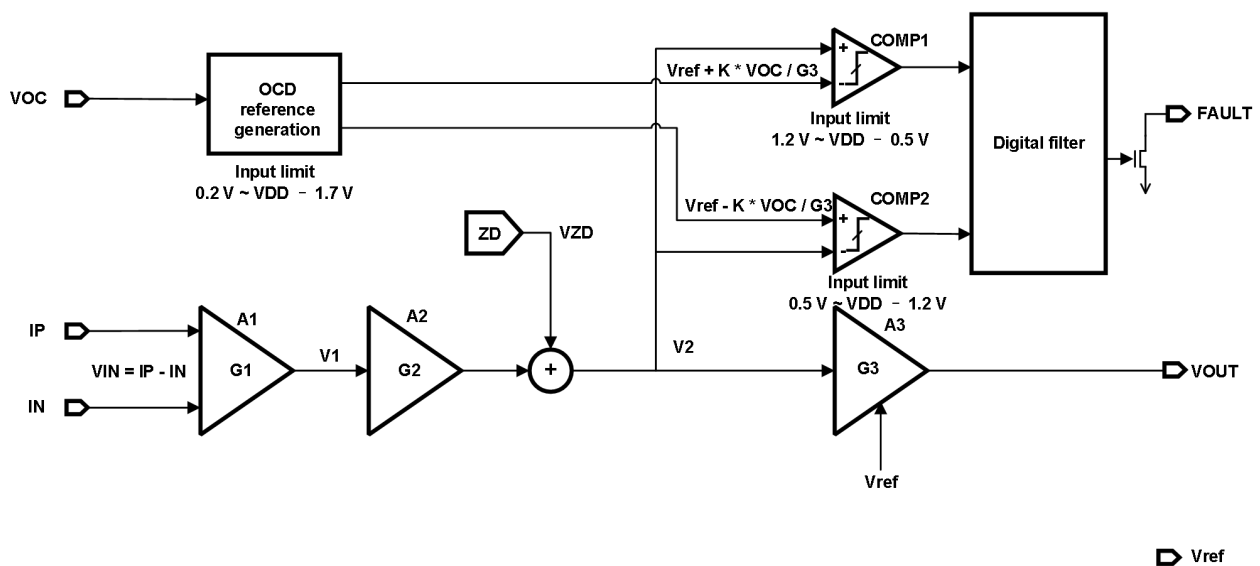 COMP1
+
Vref + K * VOC / G3
-
VOC
OCD
reference
generation
FAULT
Input limit
1.2 V ~ VDD − 0.5 V
Digital filter
Input limit
0.2 V ~ VDD − 1.7 V
COMP2
Vref - K * VOC / G3
+
-
ZD
VZD
Input limit
0.5 V ~ VDD − 1.2 V
A1
A2
A3
IP
V1
V2
VIN = IP - IN
G1
G2
+
G3
VOUT
IN
Vref
Vref